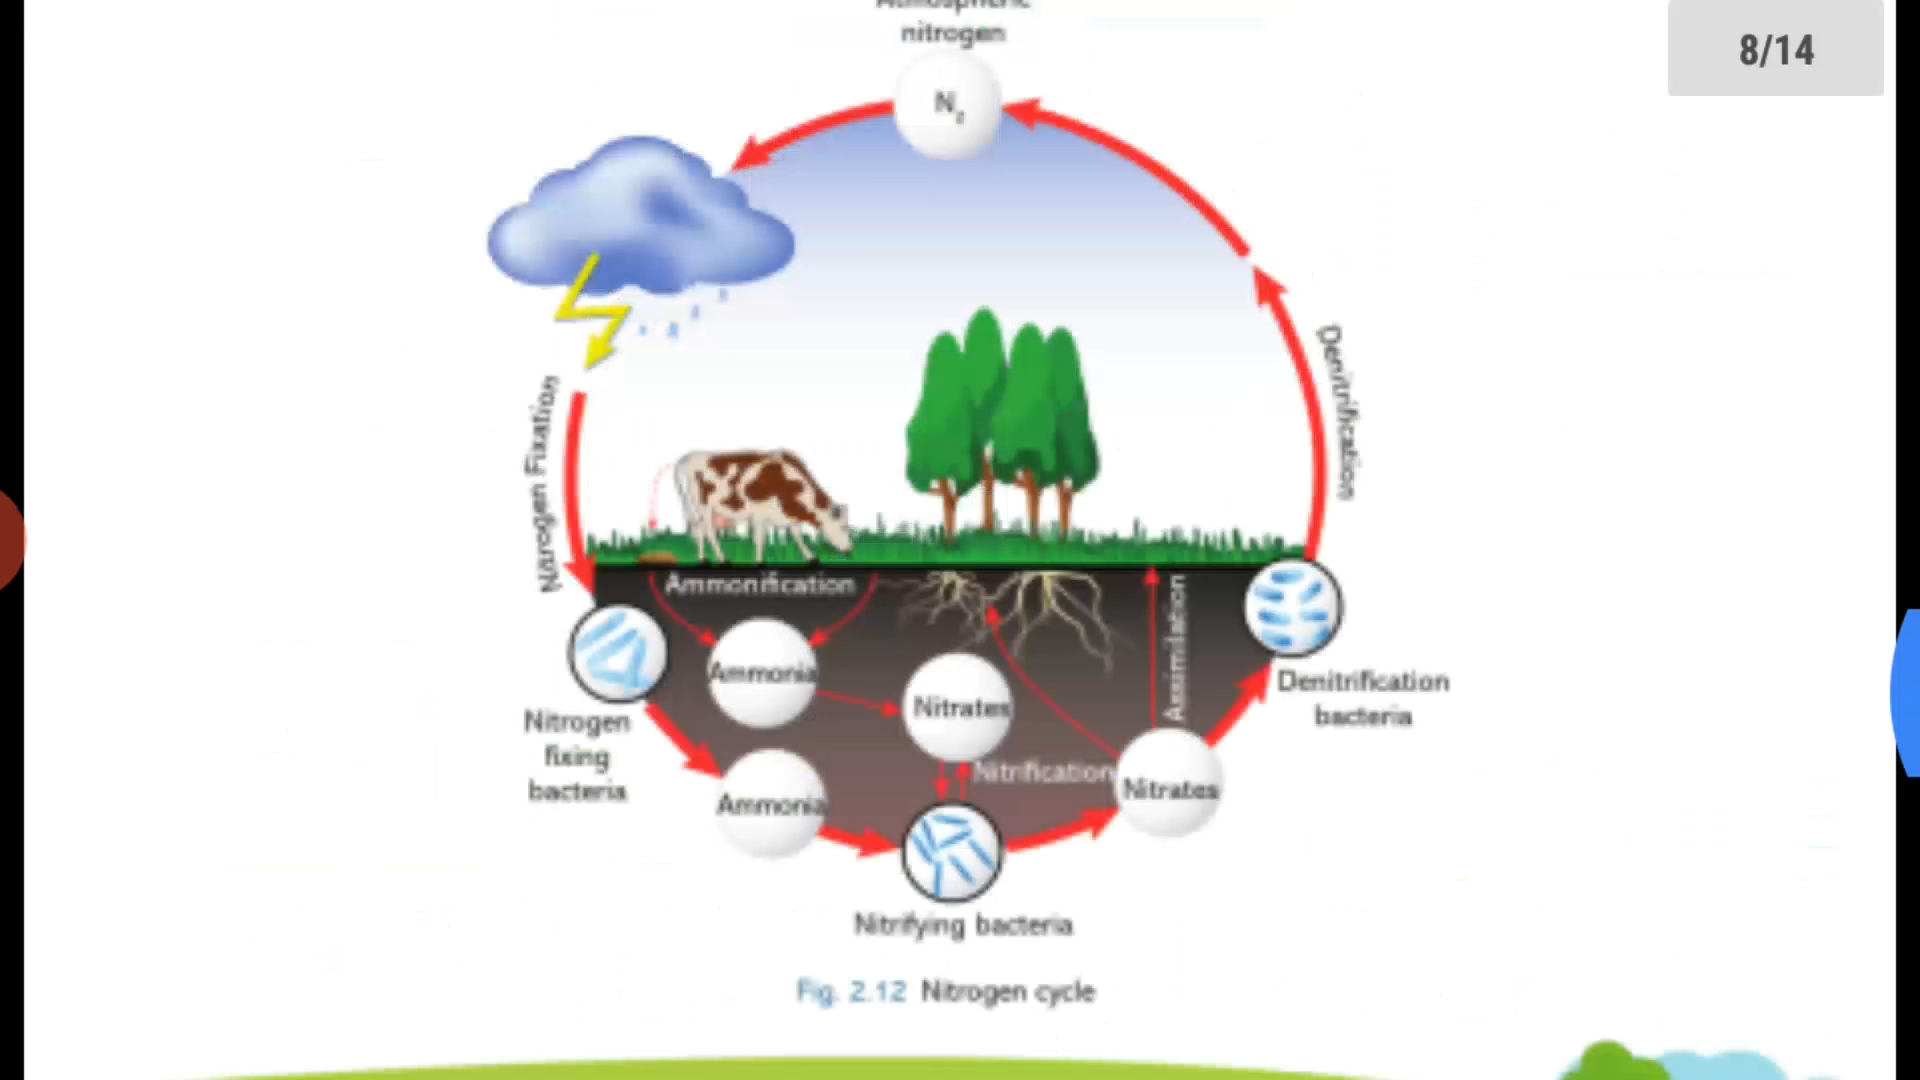 Atmospheric
nitrogen
8/14
N2
Nitrogen Fixation
Denitrification
Ammonification
Assimilation
Ammonia
Nitrates
Denitrification
bacteria
Nitrogen
fixing
bacteria
Nitrification
Nitrates
Ammonia
Nitrifying bacteria
Fig. 2.12 Nitrogen cycle